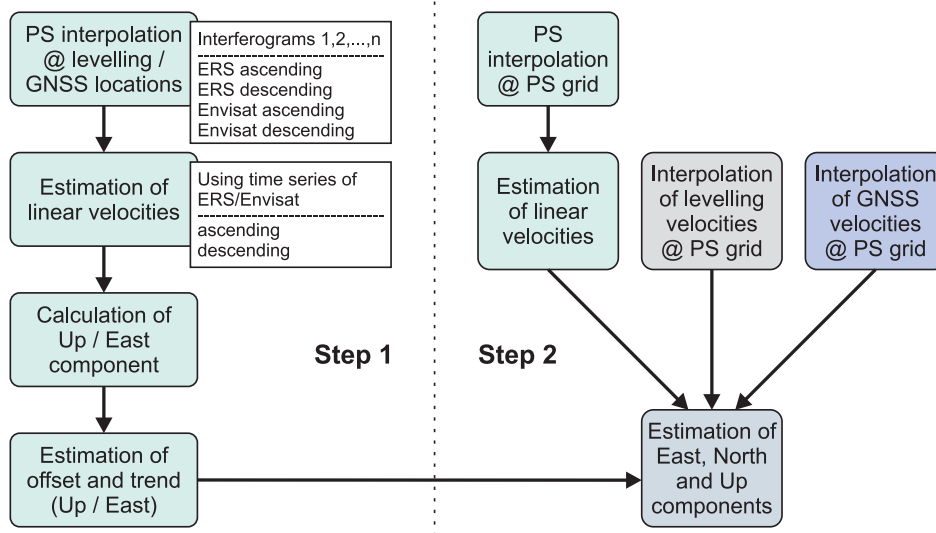 PS interpolation
@ levelling /
GNSS locations
Interferograms 1,2,...,n
ERS ascending
ERS descending
Envisat ascending
Envisat descending
Estimation of
linear velocities
Using time series of
ERS/Envisat
ascending
descending
Calculation of
Up / East
component
Step 1
Estimation of
offset and trend
(Up / East)
PS
interpolation
@ PS grid
Estimation
of linear
velocities
Interpolation
of levelling
velocities
@ PS grid
Interpolation
of GNSS
velocities
@ PS grid
Step 2
Estimation of
East, North
and Up
components